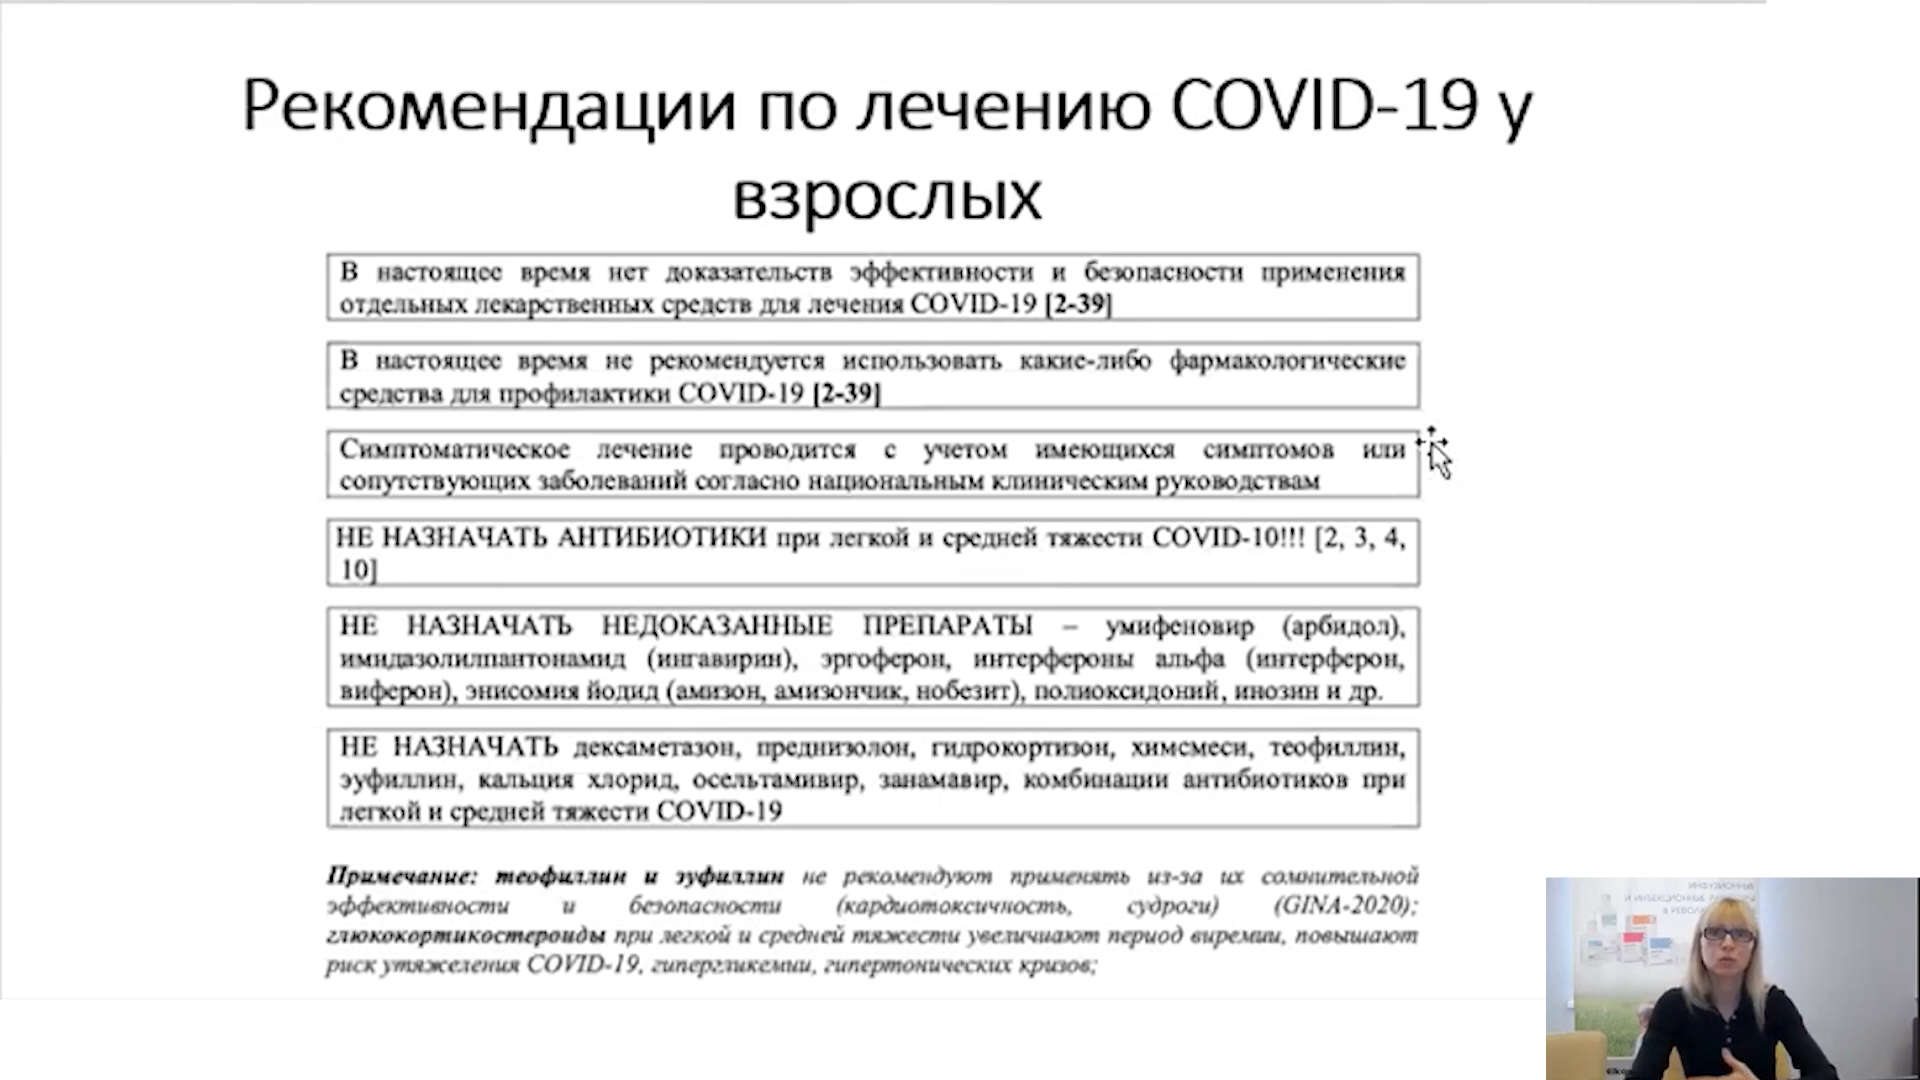 Рекомендации по лечению COVID-19 у
взрослых
В настоящее время нет доказательств эффективности и безопасности применения
отдельных лекарственных средств для лечения COVID-19 [2-39]
В настоящее время не рекомендуется использовать какие-либо фармакологические
средства для профилактики COVID-19 [2-39]
Симптоматическое лечение проводится с учетом имеющихся симптомов или
сопутствующих заболеваний согласно национальным клиническим руководствам
НЕ НАЗНАЧАТЬ АНТИБИОТИКИ при легкой и средней тяжести COVID-10!!! [2, 3, 4,
10]
НЕ НАЗНАЧАТЬ НЕДОКАЗАННЫЕ ПРЕПАРАТЫ – умифеновир (арбидол),
имидазолилпантонамид (ингавирин), эргоферон, интерфероны альфа (интерферон,
виферон), энисомия йодид (амизон, амизончик, нобезит), полиоксидоний, инозин и др.
НЕ НАЗНАЧАТЬ дексаметазон, преднизолон, гидрокортизон, химсмеси, теофиллин,
эуфиллин, кальция хлорид, осельтамивир, занамавир, комбинации антибиотиков при
легкой и средней тяжести COVID-19
Примечание: теофиллин и эуфиллин не рекомендуют применять из-за их сомнительной
эффективности и безопасности (кардиотоксичность, судроги) (GINA-2020);
глюкокортикостероиды при легкой и средней тяжести увеличиают период виремии, повышают
риск утяжеления COVID-19, гипергликемии, гипертонических кризов;
ИНФУЗИОННЫЕ
И ИНЪЕКЦИОННЫЕ